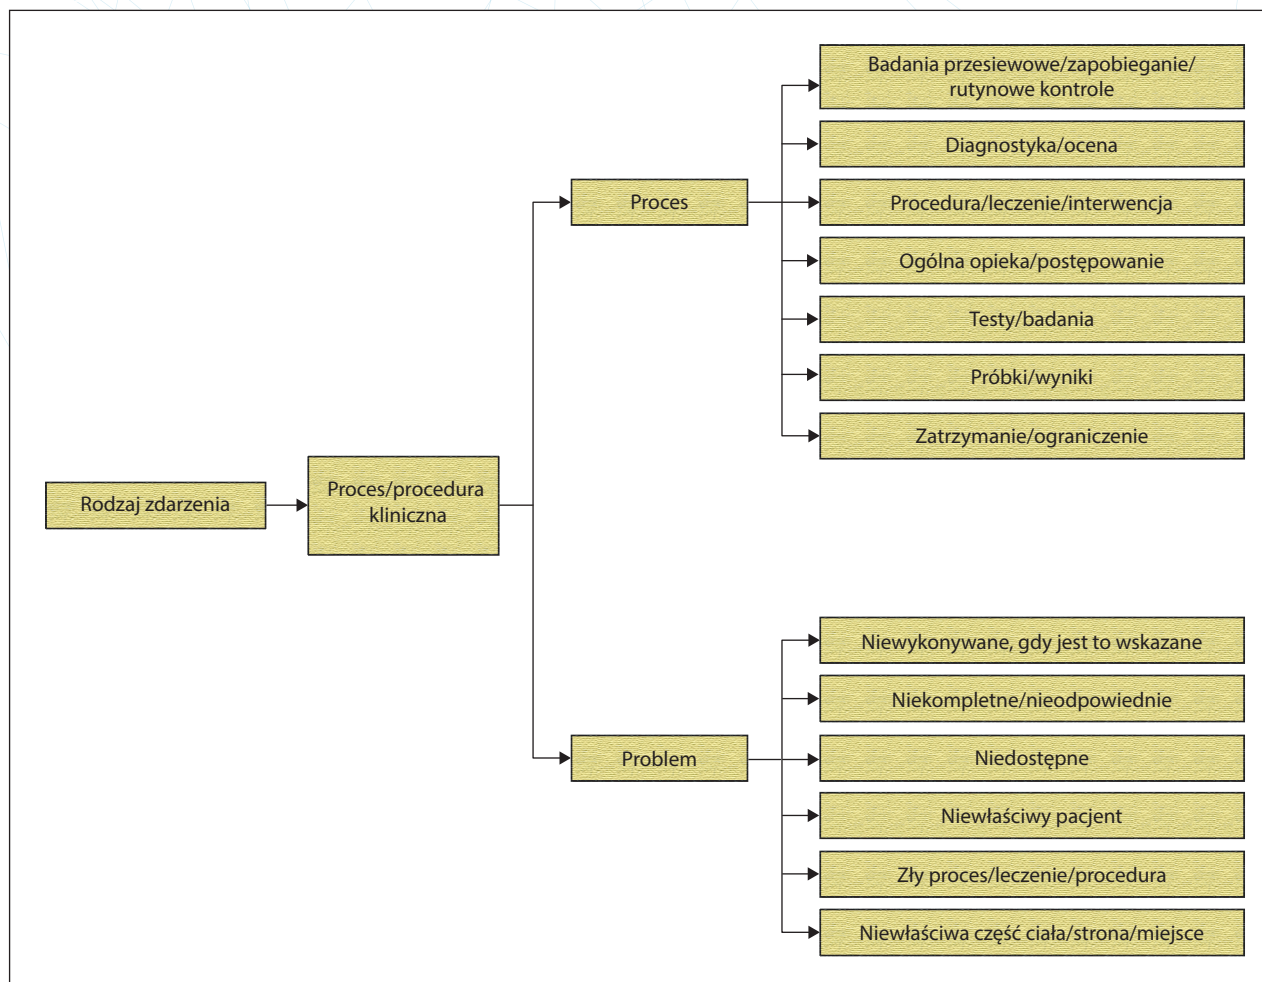 Badania przesiewowe/zapobieganie/
rutynowe kontrole
Diagnostyka/ocena
Proces
Procedura/leczenie/interwencja
Ogólna opieka/postępowanie
Testy/badania
Próbki/wyniki
Zatrzymanie/ograniczenie
Rodzaj zdarzenia
Proces/procedura
kliniczna
Niewykonywane, gdy jest to wskazane
Niekompletne/nieodpowiednie
Problem
Niedostępne
Niewłaściwy pacjent
Zły proces/leczenie/procedura
Niewłaściwa część ciała/strona/miejsce